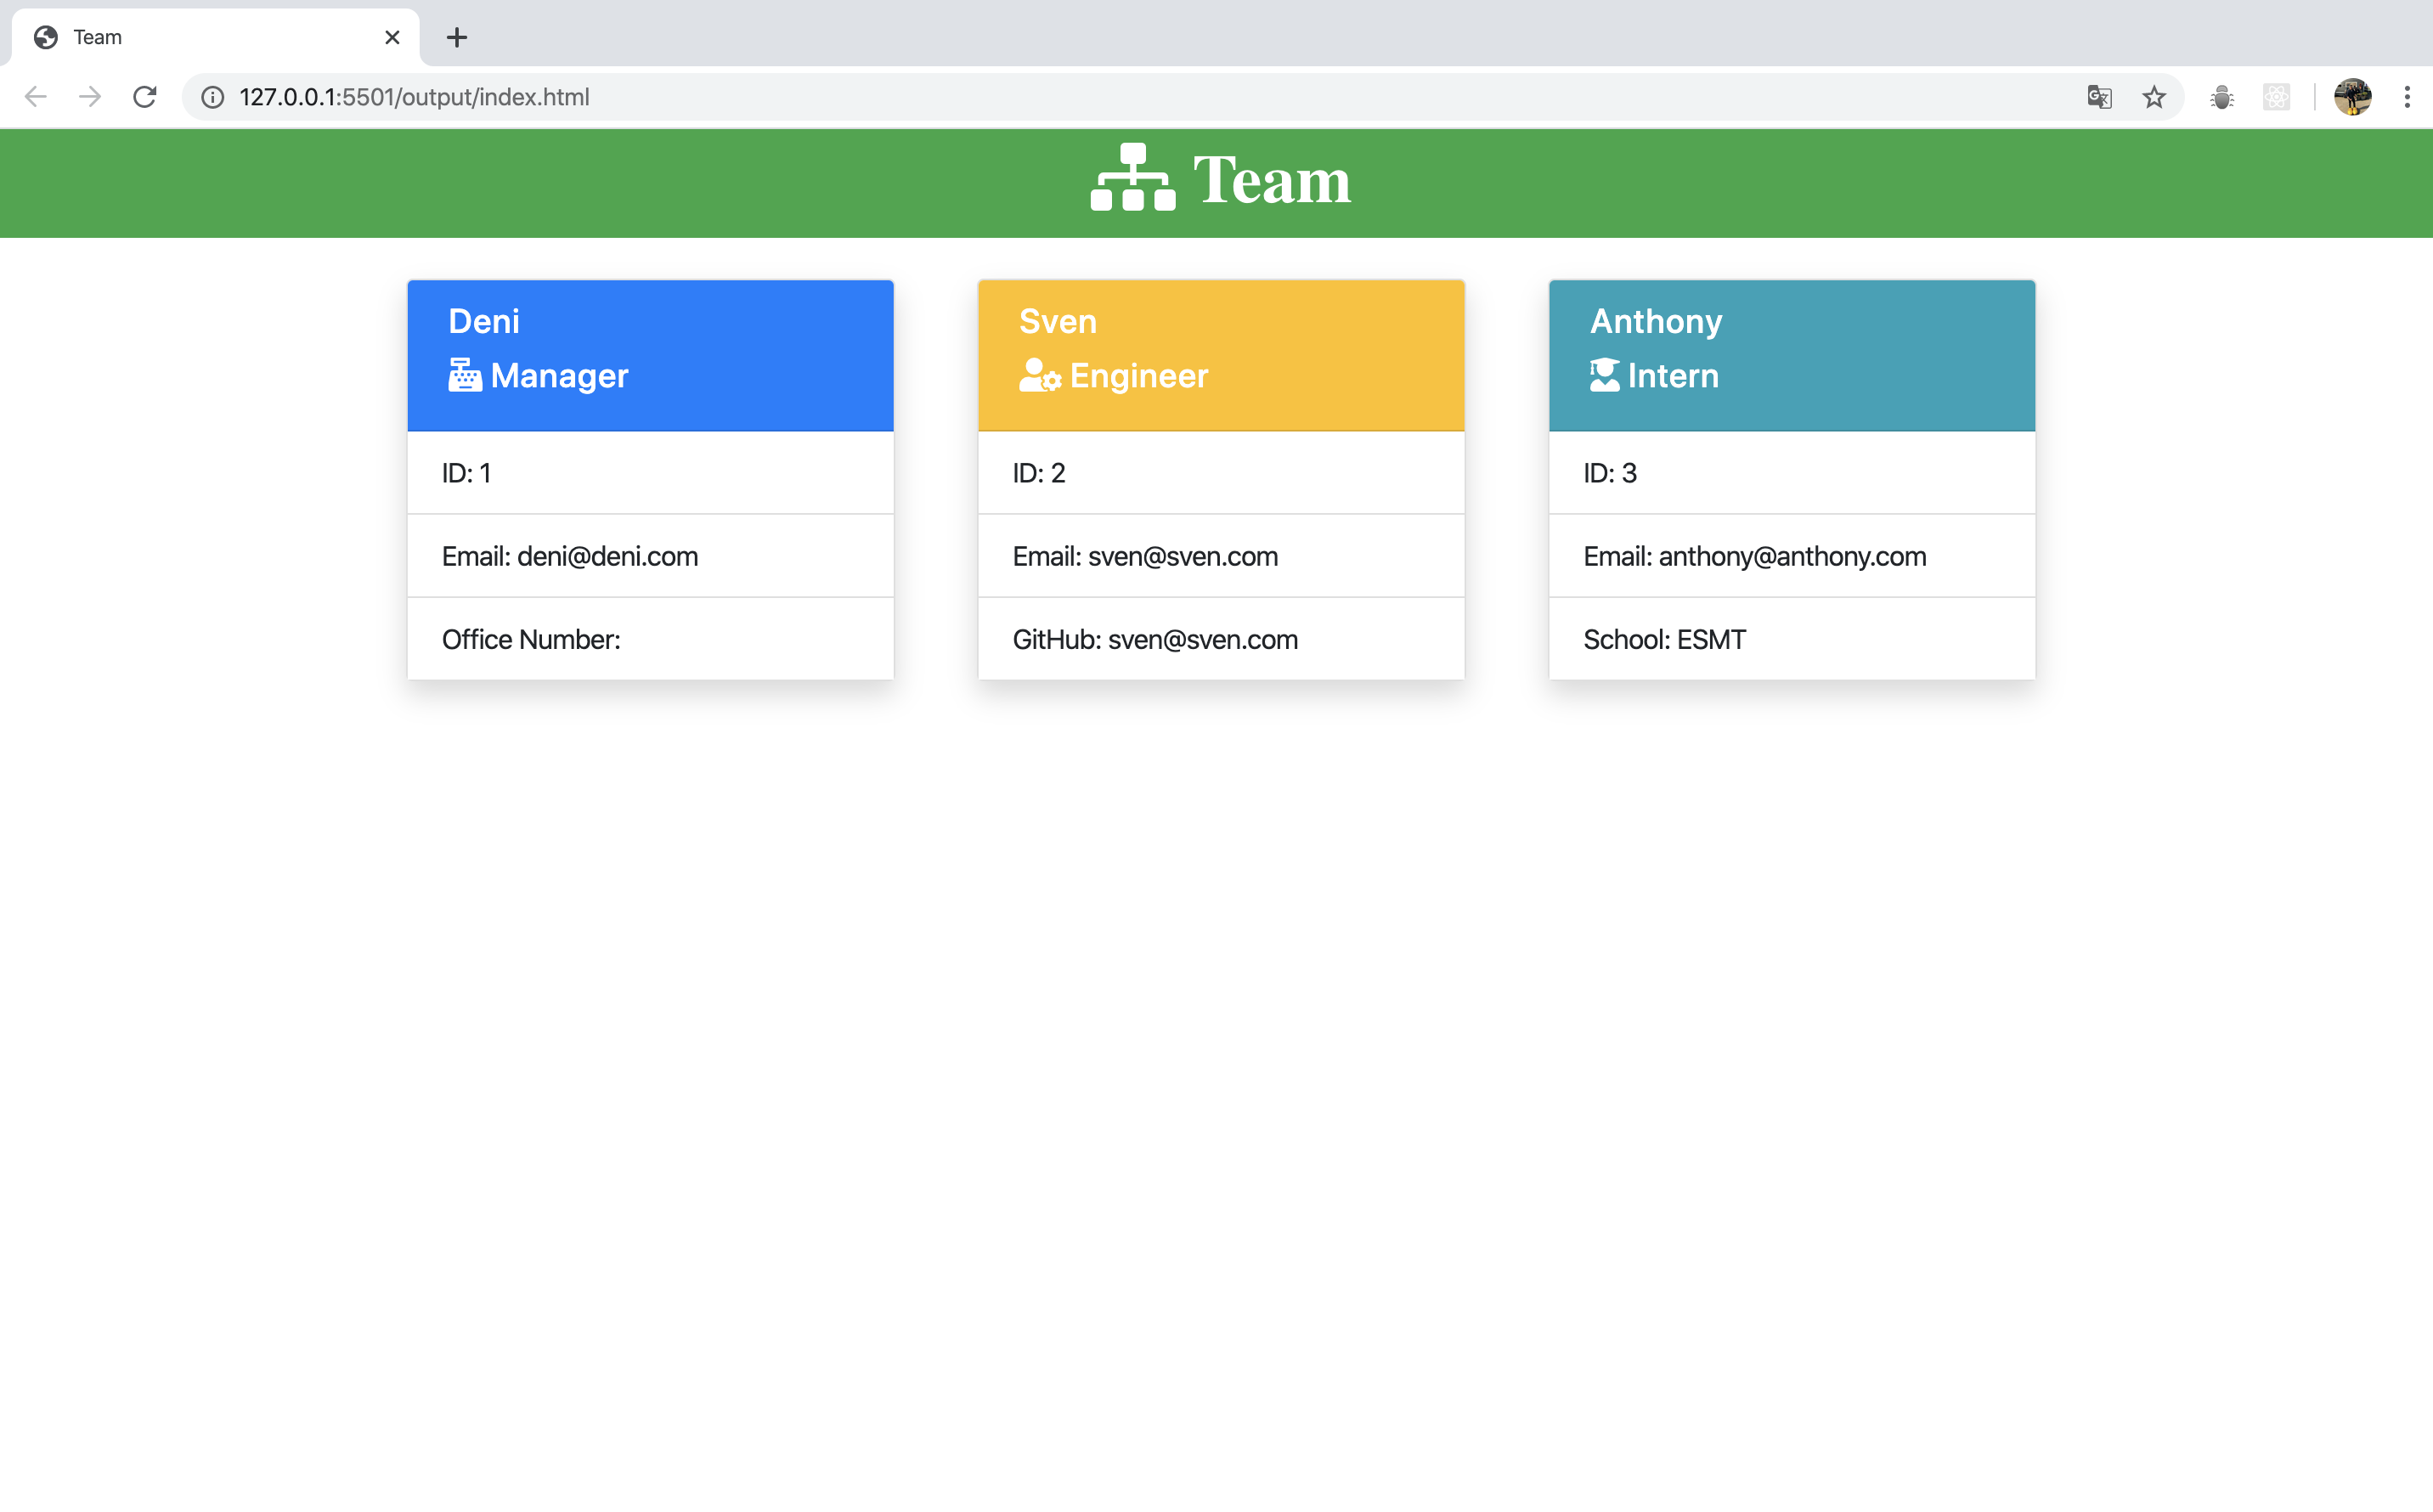 Team
127.0.0.1:5501/output/index.html
Team
Deni
Manager
ID: 1
Email: deni@deni.com
Office Number:
Sven
Engineer
ID: 2
Email: sven@sven.com
GitHub: sven@sven.com
Anthony
Intern
ID: 3
Email: anthony@anthony.com
School: ESMT